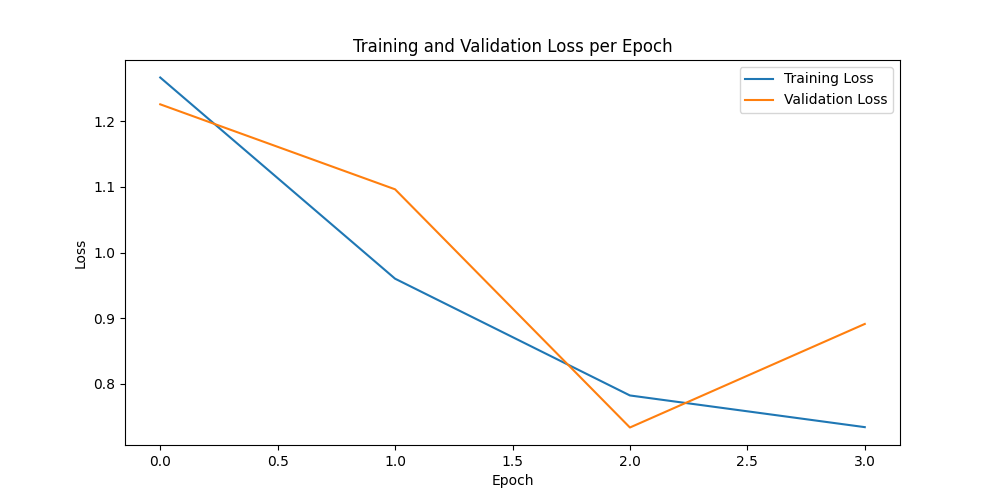 Training and Validation Loss per Epoch
Training Loss
Validation Loss
1.2
1.1
1.0
0.9
0.8
Loss
0.0 0.5 1.0 1.5 2.0 2.5 3.0
Epoch